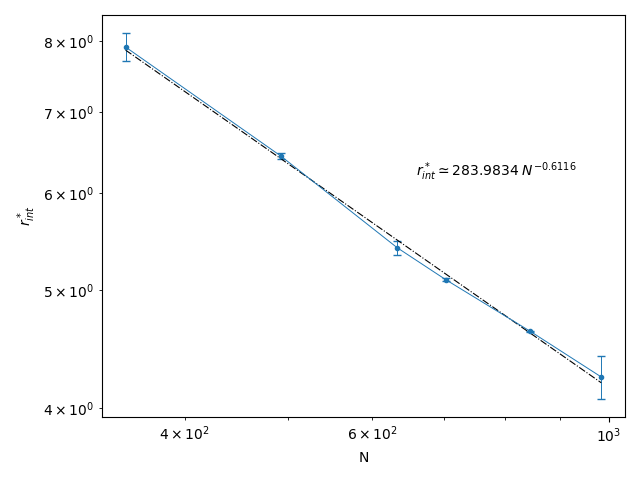 8 × 10⁰
7 × 10⁰
6 × 10⁰
5 × 10⁰
4 × 10⁰
r*ᵢₙₜ
r*ᵢₙₜ ≃ 283.9834 N⁻⁰·⁶¹¹⁶
4 × 10² 6 × 10² 10³
N